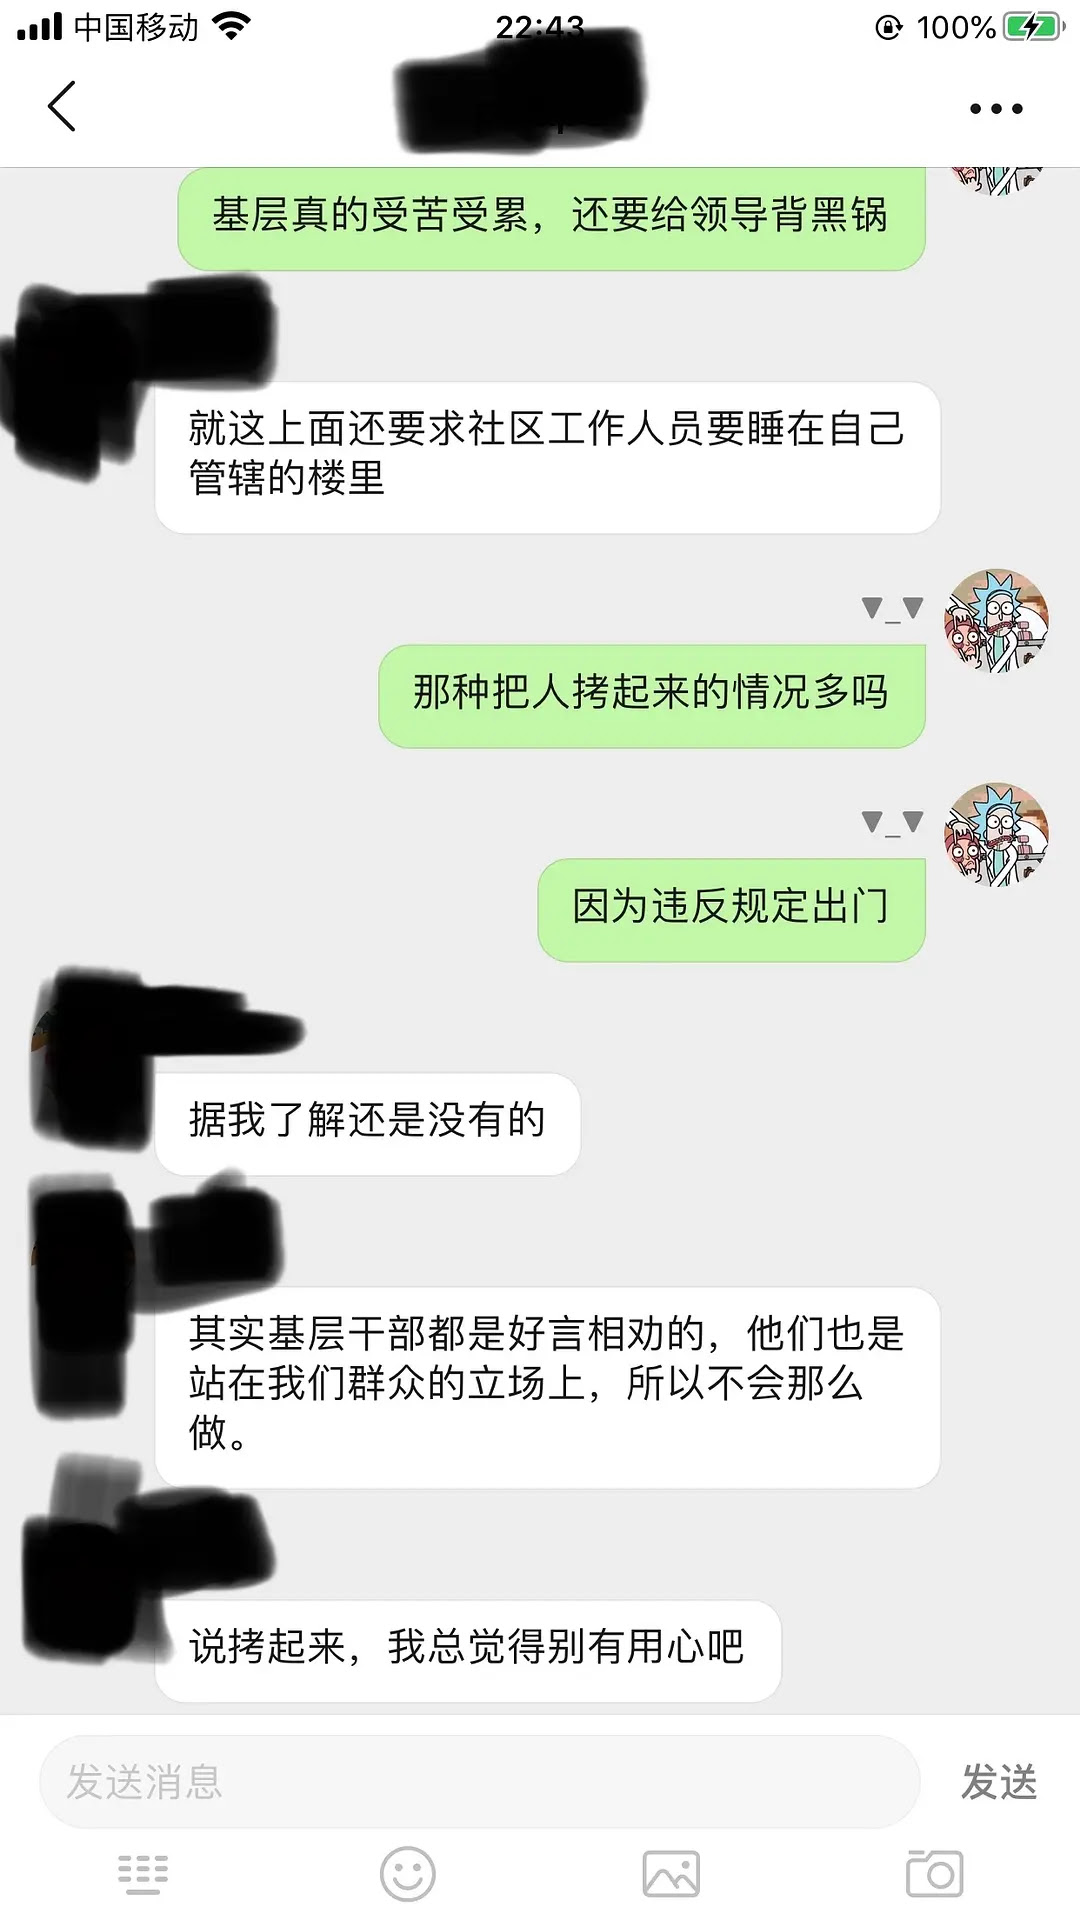 中国移动
22:43
100%
基层真的受苦受累，还要给领导背黑锅
就这上面还要求社区工作人员要睡在自己
管辖的楼里
▼_▼
那种把人拷起来的情况多吗
▼_▼
因为违反规定出门
据我了解还是没有的
其实基层干部都是好言相劝的，他们也是
站在我们群众的立场上，所以不会那么
做。
说拷起来，我总觉得别有用心吧
发送消息
发送